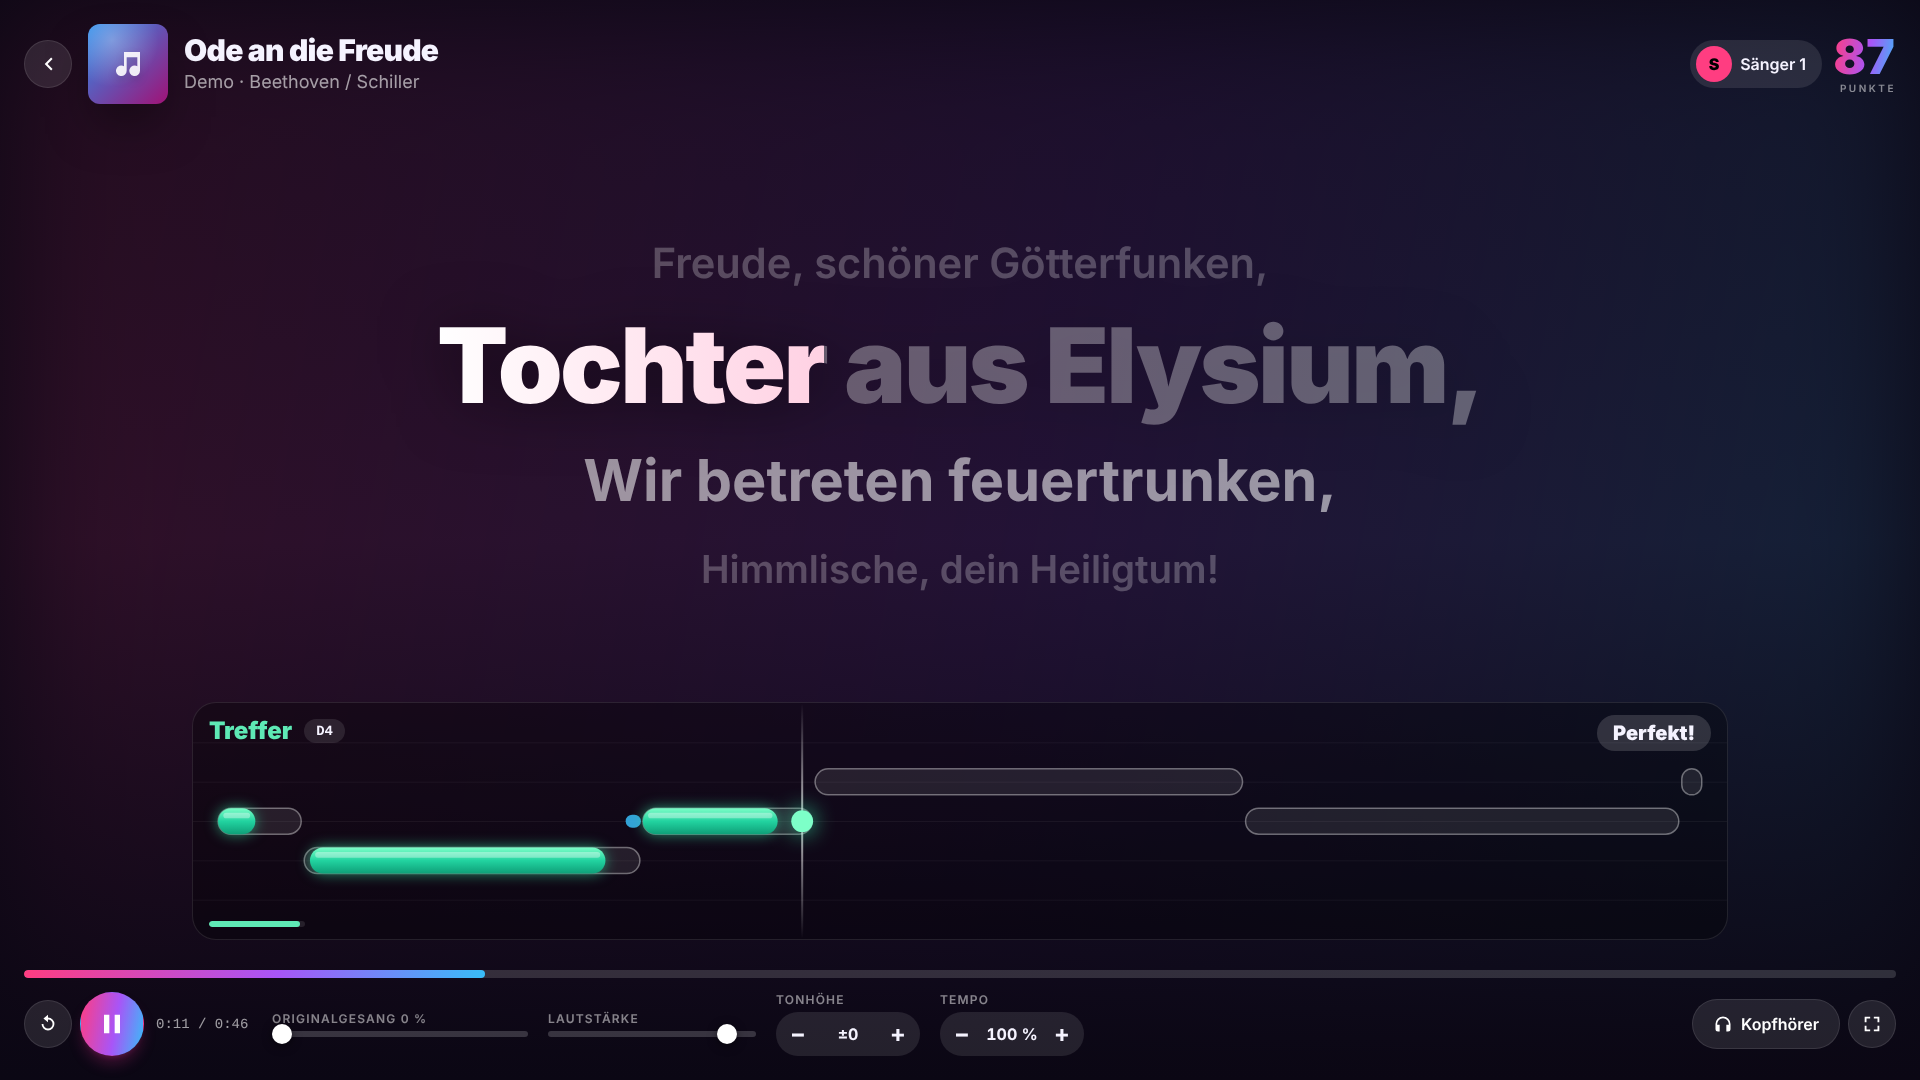 Ode an die Freude
Demo · Beethoven / Schiller
S Sänger 1
87
PUNKTE
Freude, schöner Götterfunken,
Tochter aus Elysium,
Wir betreten feuertrunken,
Himmlische, dein Heiligtum!
Treffer D4
Perfekt!
0:11 / 0:46
ORIGINALGESANG 0 %
LAUTSTÄRKE
TONHÖHE
− ±0 +
TEMPO
− 100 % +
Kopfhörer